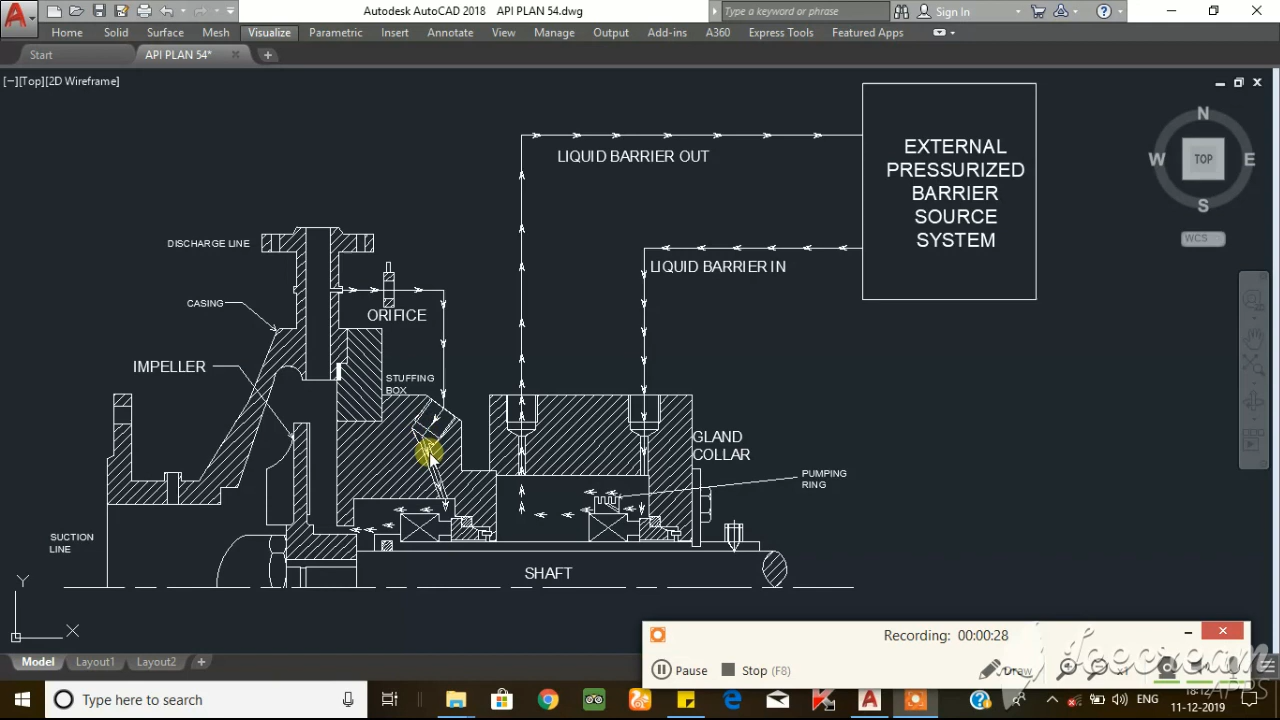 Autodesk AutoCAD 2018 API PLAN 54.dwg
Type a keyword or phrase
Sign In
Home Solid Surface Mesh Visualize Parametric Insert Annotate View Manage Output Add-ins A360 Express Tools Featured Apps
Start
API PLAN 54*
[−][Top][2D Wireframe]
N
W
TOP
E
S
WCS
EXTERNAL
PRESSURIZED
BARRIER
SOURCE
SYSTEM
LIQUID BARRIER OUT
LIQUID BARRIER IN
DISCHARGE LINE
CASING
ORIFICE
IMPELLER
STUFFING
BOX
GLAND
COLLAR
PUMPING
RING
SUCTION
LINE
SHAFT
Y
X
Recording: 00:00:28
Pause
Stop (F8)
Draw
icecream
APPS
Model Layout1 Layout2
Type here to search
ENG
11-12-2019